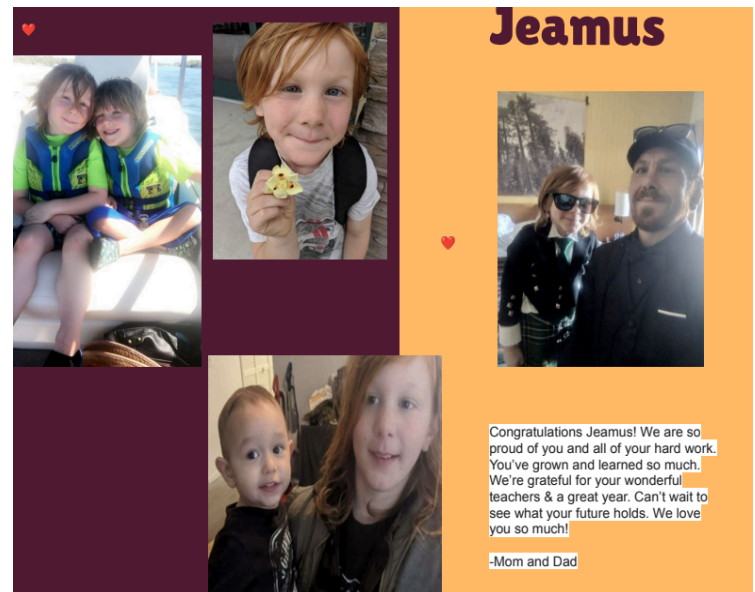 Jeamus
Congratulations Jeamus! We are so
proud of you and all of your hard work.
You've grown and learned so much.
We're grateful for your wonderful
teachers & a great year. Can't wait to
see what your future holds. We love
you so much!
-Mom and Dad